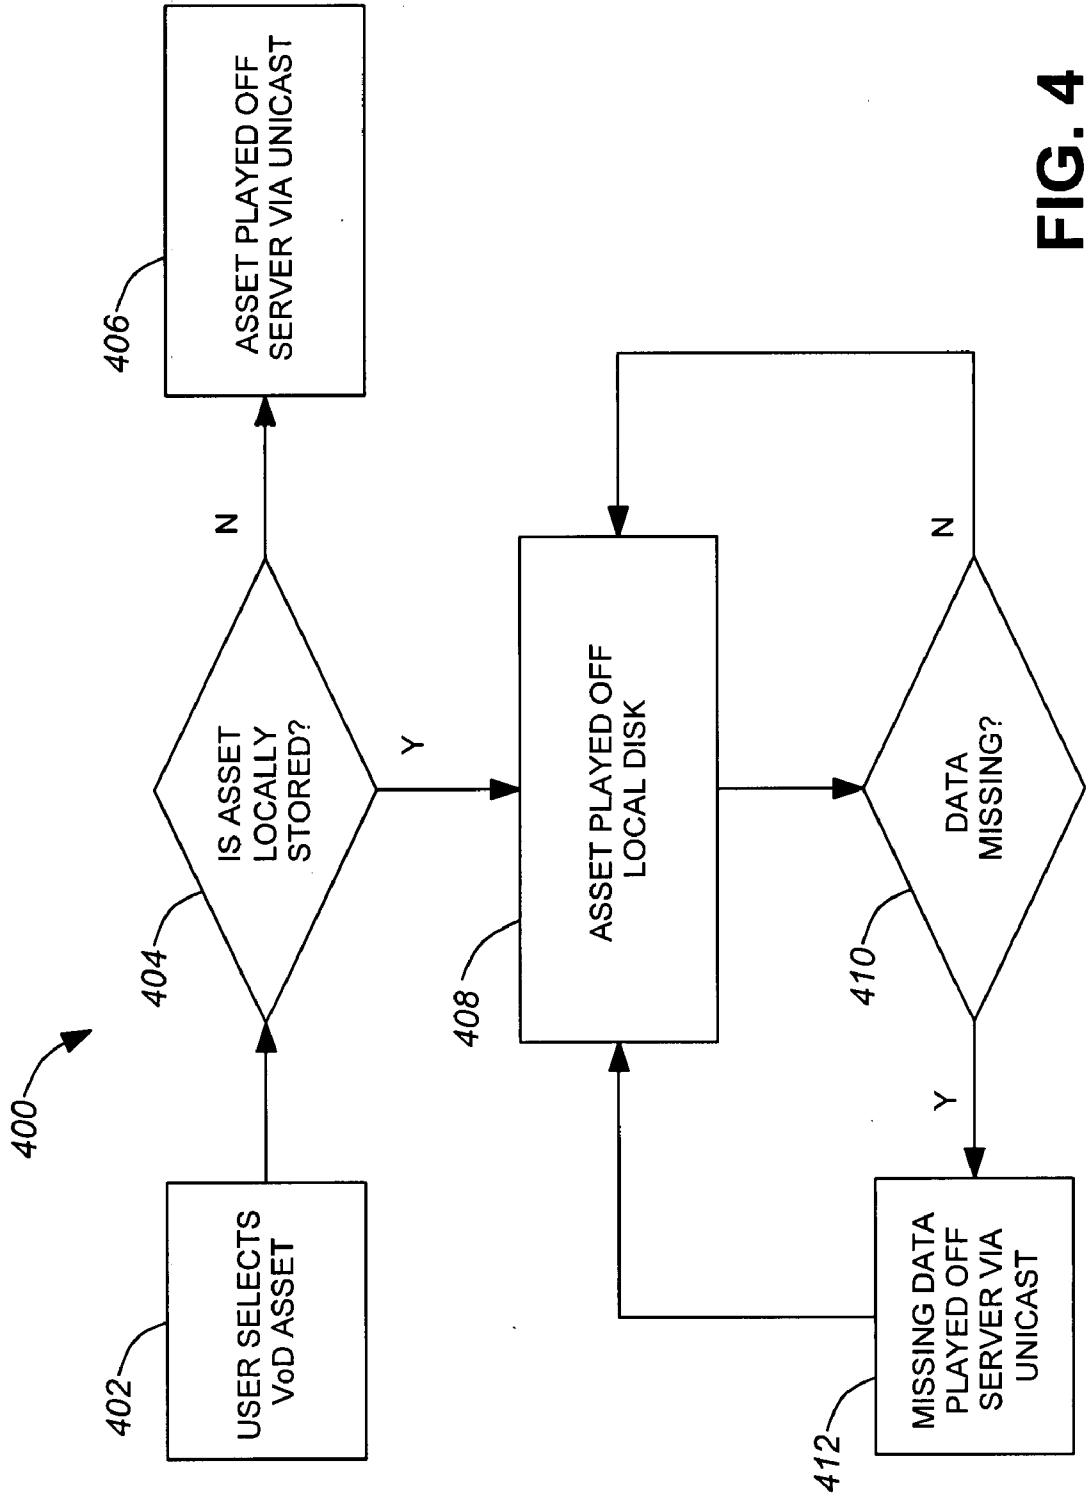 400
402
USER SELECTS
VoD ASSET
404
IS ASSET
LOCALLY
STORED?
N
406
ASSET PLAYED OFF
SERVER VIA UNICAST
Y
408
ASSET PLAYED OFF
LOCAL DISK
410
DATA
MISSING?
N
Y
412
MISSING DATA
PLAYED OFF
SERVER VIA
UNICAST
FIG. 4